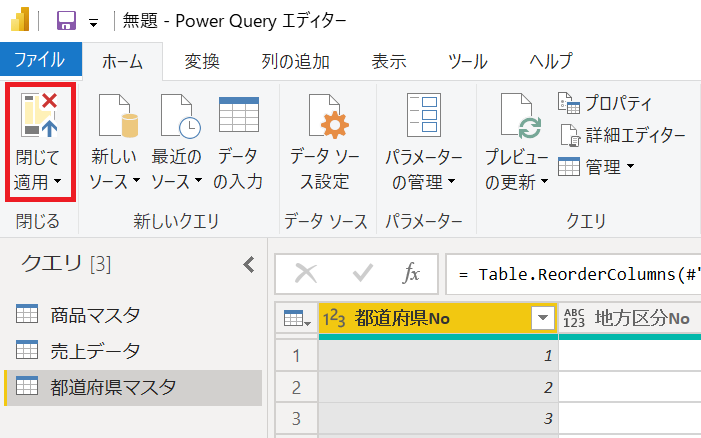 無題 - Power Query エディター
ファイル ホーム 変換 列の追加 表示 ツール ヘルプ
閉じて
適用
新しい
ソース
最近の
ソース
データ
の入力
データ ソー
ス設定
パラメーター
の管理
プレビュー
の更新
プロパティ
詳細エディター
管理
閉じる 新しいクエリ データ ソース パラメーター クエリ
クエリ [3]
fx
= Table.ReorderColumns(#"
商品マスタ
売上データ
都道府県マスタ
123 都道府県No
ABC
123 地方区分No
1 1
2 2
3 3